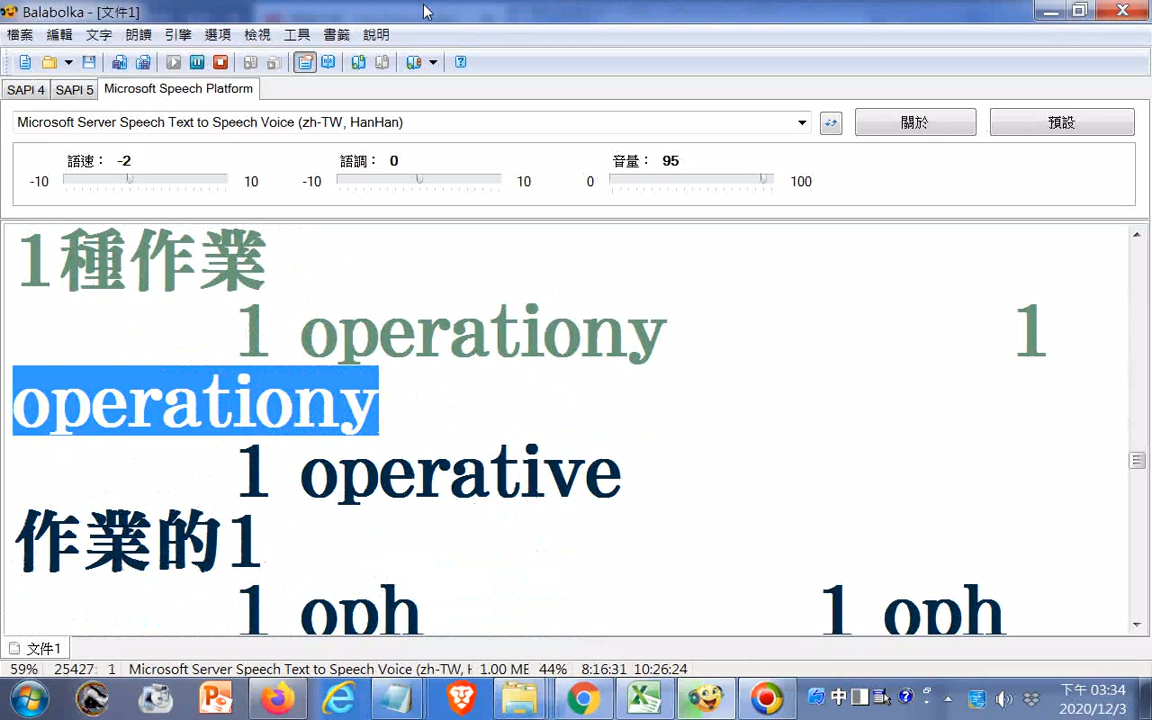 Balabolka - [文件1]
檔案 編輯 文字 朗讀 引擎 選項 檢視 工具 書籤 說明
SAPI 4 SAPI 5 Microsoft Speech Platform
Microsoft Server Speech Text to Speech Voice (zh-TW, HanHan) 關於 預設
語速： -2 語調： 0 音量： 95
-10 10 -10 10 0 100
1種作業
1 operationy 1
operationy
1 operative
作業的1
1 oph 1 oph
文件1
59% 25427: 1 Microsoft Server Speech Text to Speech Voice (zh-TW, H 1.00 ME 44% 8:16:31 10:26:24
中 下午 03:34
2020/12/3